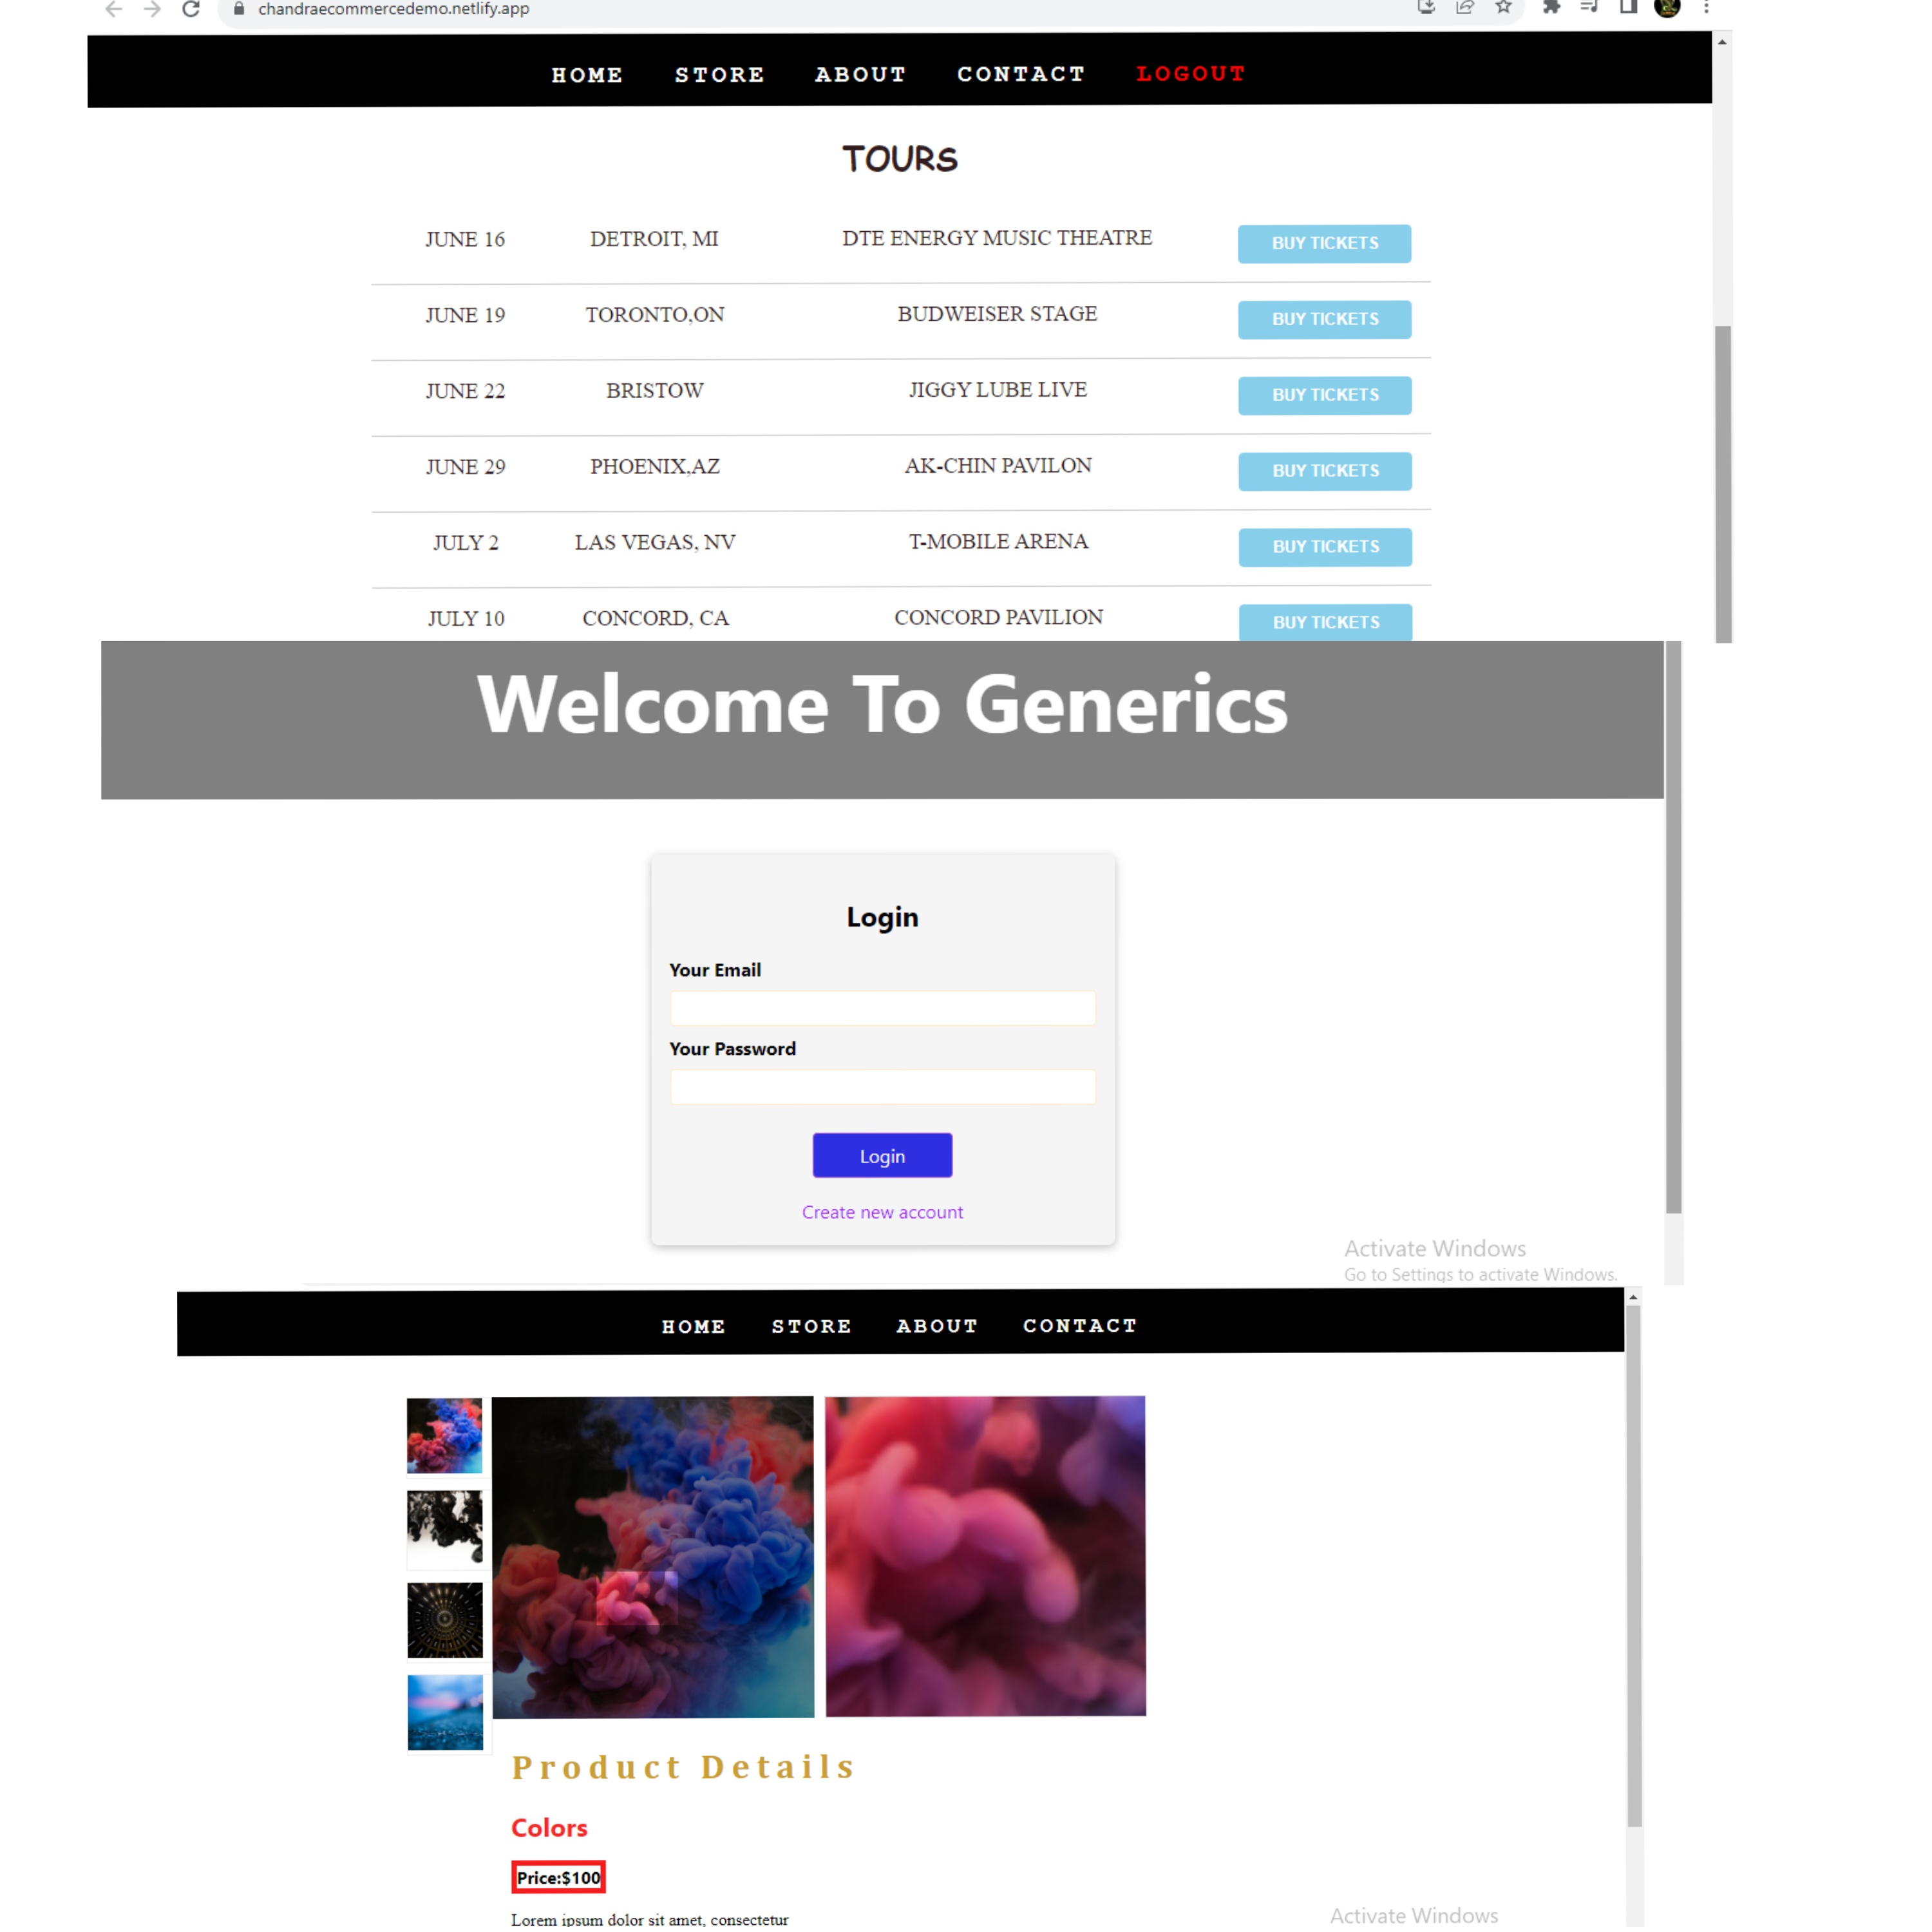 chandraecommercedemo.netlify.app
HOME STORE ABOUT CONTACT LOGOUT
TOURS
JUNE 16 DETROIT, MI DTE ENERGY MUSIC THEATRE BUY TICKETS
JUNE 19 TORONTO,ON BUDWEISER STAGE BUY TICKETS
JUNE 22 BRISTOW JIGGY LUBE LIVE BUY TICKETS
JUNE 29 PHOENIX,AZ AK-CHIN PAVILON BUY TICKETS
JULY 2 LAS VEGAS, NV T-MOBILE ARENA BUY TICKETS
JULY 10 CONCORD, CA CONCORD PAVILION BUY TICKETS
Welcome To Generics
Login
Your Email
Your Password
Login
Create new account
Activate Windows
Go to Settings to activate Windows.
HOME STORE ABOUT CONTACT
Product Details
Colors
Price:$100
Lorem ipsum dolor sit amet, consectetur
Activate Windows